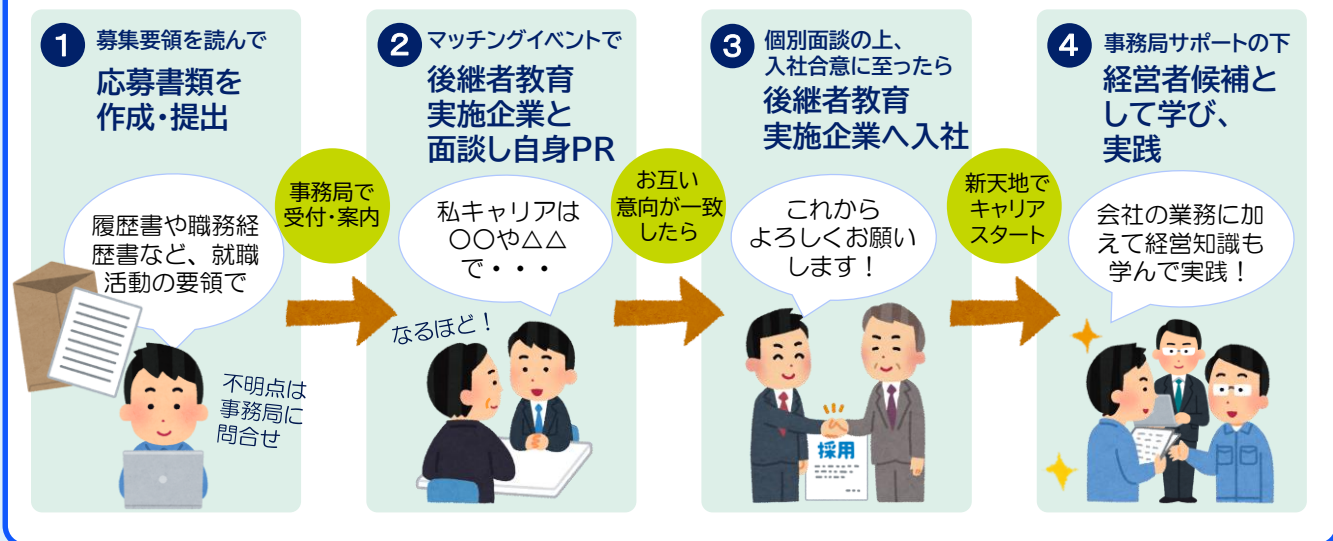 1 募集要領を読んで
応募書類を
作成・提出
履歴書や職務経
歴書など、就職
活動の要領で
不明点は
事務局に
問合せ
事務局で
受付・案内
2 マッチングイベントで
後継者教育
実施企業と
面談し自身PR
私キャリアは
〇〇や△△
で・・・
なるほど！
お互い
意向が一致
したら
3 個別面談の上、
入社合意に至ったら
後継者教育
実施企業へ入社
これから
よろしくお願い
します！
採用
新天地で
キャリア
スタート
4 事務局サポートの下
経営者候補と
して学び、
実践
会社の業務に加
えて経営知識も
学んで実践！